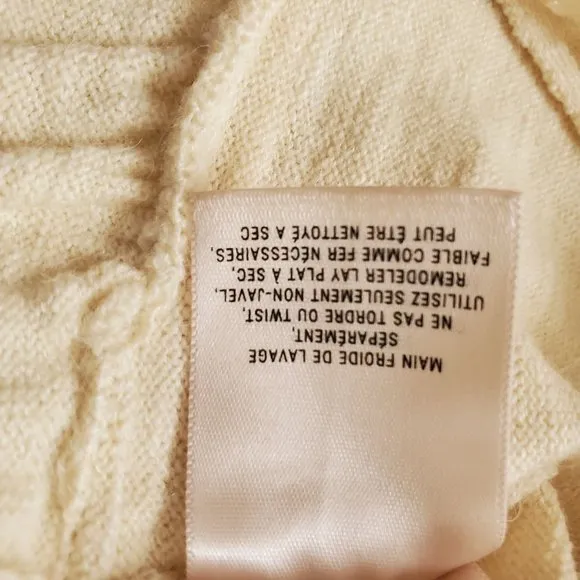 MAIN FROIDE DE LAVAGE
SÉPARÉMENT,
NE PAS TORDRE OU TWIST,
UTILISEZ SEULEMENT NON-JAVEL,
REMODELER LAY PLAT À SEC,
FAIBLE COMME FER NÉCESSAIRES,
PEUT ÊTRE NETTOYÉ A SEC